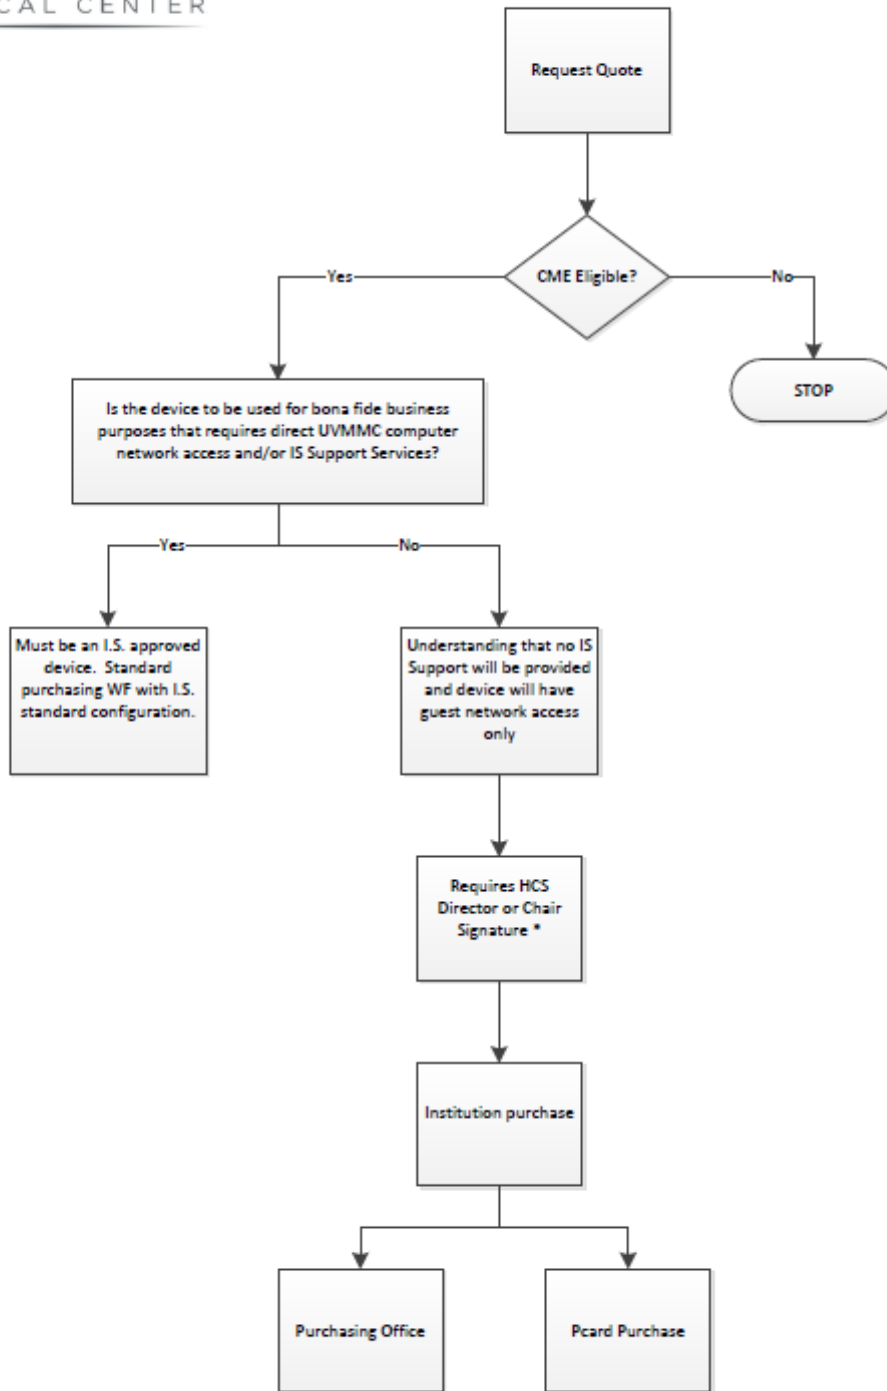 CAL CENTER
Request Quote
CME Eligible?
Yes
No
STOP
Is the device to be used for bona fide business
purposes that requires direct UVMMC computer
network access and/or IS Support Services?
Yes
No
Must be an I.S. approved
device. Standard
purchasing WF with I.S.
standard configuration.
Understanding that no IS
Support will be provided
and device will have
guest network access
only
Requires HCS
Director or Chair
Signature *
Institution purchase
Purchasing Office
Pcard Purchase